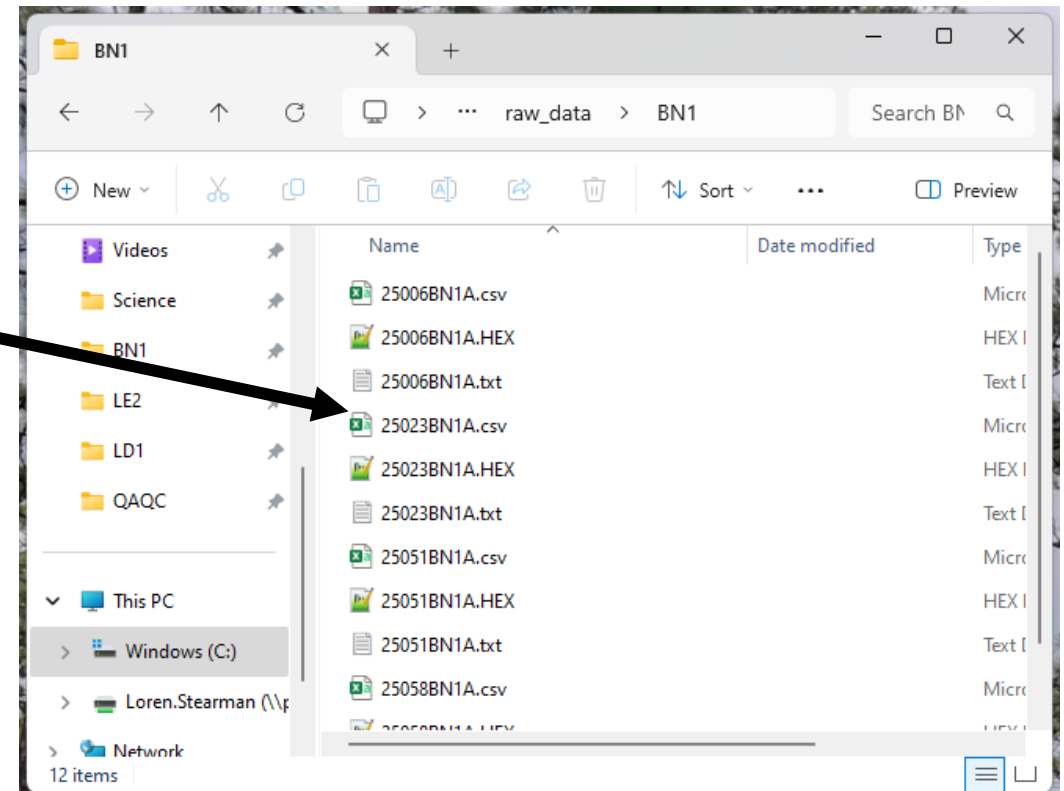 BN1
raw_data > BN1
Search BN
New
Sort
Preview
Name
Date modified
Type
Videos
Science
BN1
LE2
LD1
QAQC
This PC
Windows (C:)
Loren.Stearman (\\p
Network
25006BN1A.csv Micro
25006BN1A.HEX HEX
25006BN1A.txt Text
25023BN1A.csv Micro
25023BN1A.HEX HEX
25023BN1A.txt Text
25051BN1A.csv Micro
25051BN1A.HEX HEX
25051BN1A.txt Text
25058BN1A.csv Micro
12 items